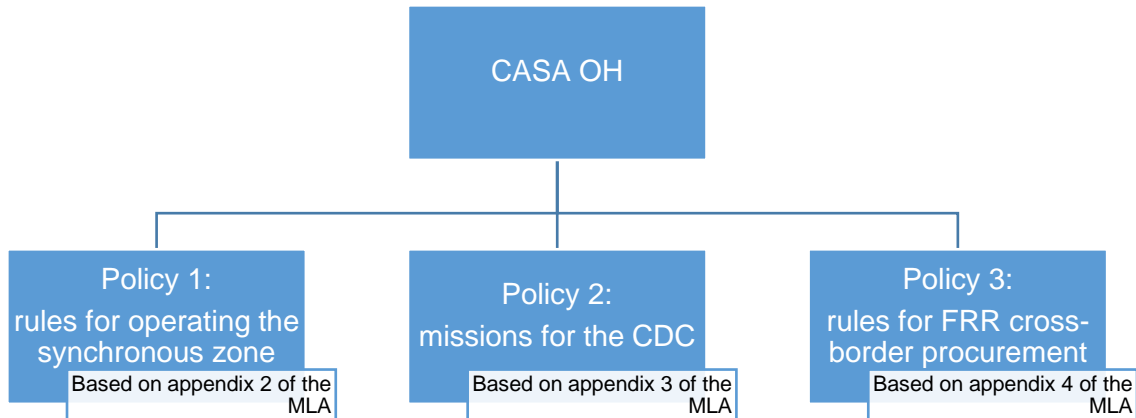 CASA OH
Policy 1:
rules for operating the
synchronous zone
Based on appendix 2 of the
MLA
Policy 2:
missions for the CDC
Based on appendix 3 of the
MLA
Policy 3:
rules for FRR cross-
border procurement
Based on appendix 4 of the
MLA